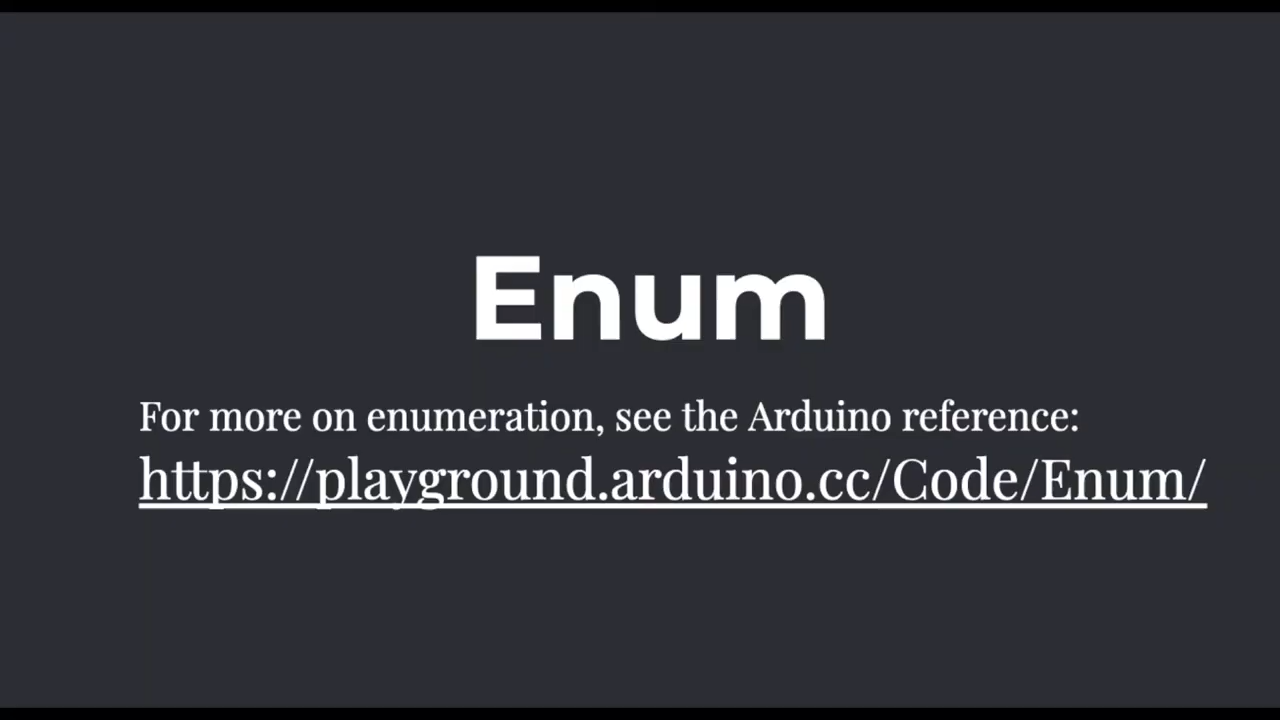 Enum
For more on enumeration, see the Arduino reference:
https://playground.arduino.cc/Code/Enum/